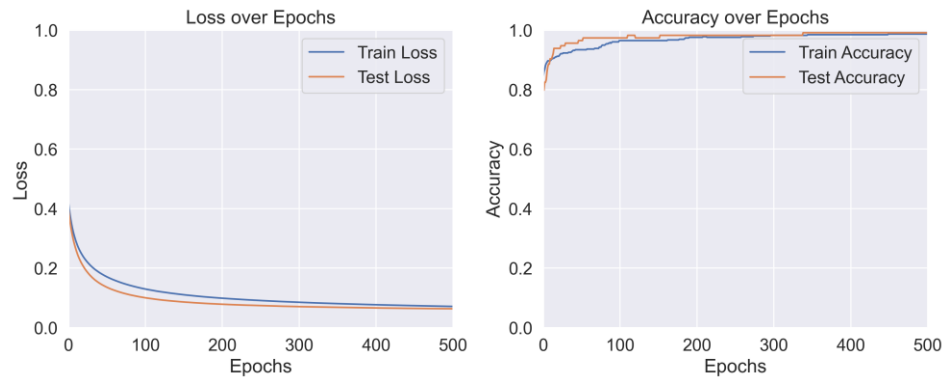 Loss over Epochs
1.0
0.8
0.6
0.4
0.2
0.0
Loss
Train Loss
Test Loss
0 100 200 300 400 500
Epochs
Accuracy over Epochs
1.0
0.8
0.6
0.4
0.2
0.0
Accuracy
Train Accuracy
Test Accuracy
0 100 200 300 400 500
Epochs